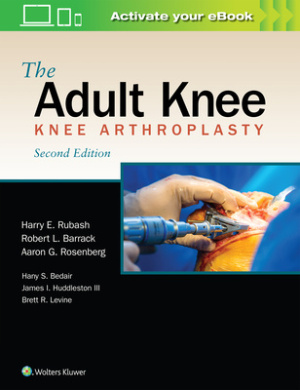 Activate your eBook
The
Adult Knee
KNEE ARTHROPLASTY
Second Edition
Harry E. Rubash
Robert L. Barrack
Aaron G. Rosenberg
Hany S. Bedair
James I. Huddleston III
Brett R. Levine
Wolters Kluwer